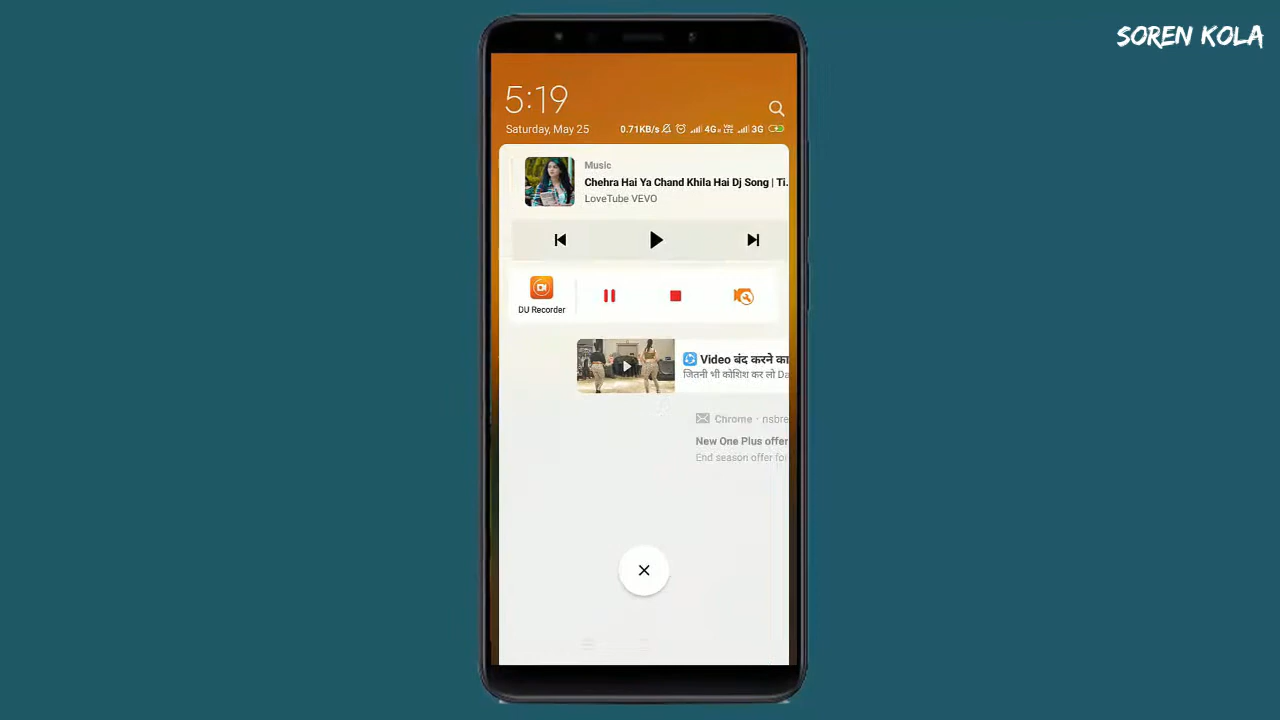 SOREN KOLA
5:19
Saturday, May 25
0.71KB/s 4G VoLTE 3G
Music
Chehra Hai Ya Chand Khila Hai Dj Song | Ti.
LoveTube VEVO
DU Recorder
Video बंद करने का
जितनी भी कोशिश कर लो Da
Chrome · nsbre
New One Plus offer
End season offer fo